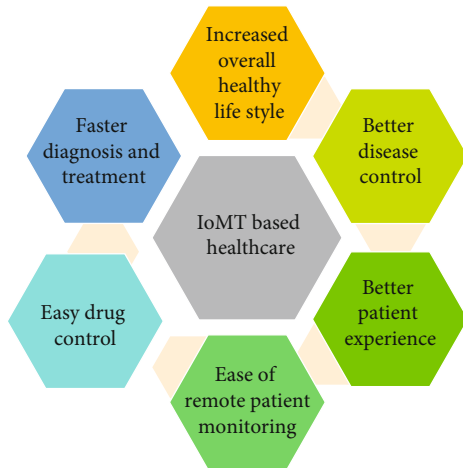 Increased
overall
healthy
life style
Faster
diagnosis and
treatment
Better
disease
control
IoMT based
healthcare
Easy drug
control
Better
patient
experience
Ease of
remote patient
monitoring